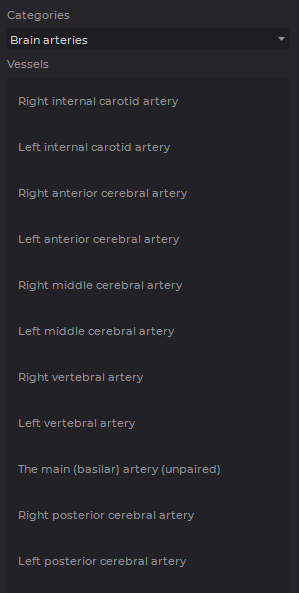 Categories
Brain arteries
Vessels
Right internal carotid artery
Left internal carotid artery
Right anterior cerebral artery
Left anterior cerebral artery
Right middle cerebral artery
Left middle cerebral artery
Right vertebral artery
Left vertebral artery
The main (basilar) artery (unpaired)
Right posterior cerebral artery
Left posterior cerebral artery